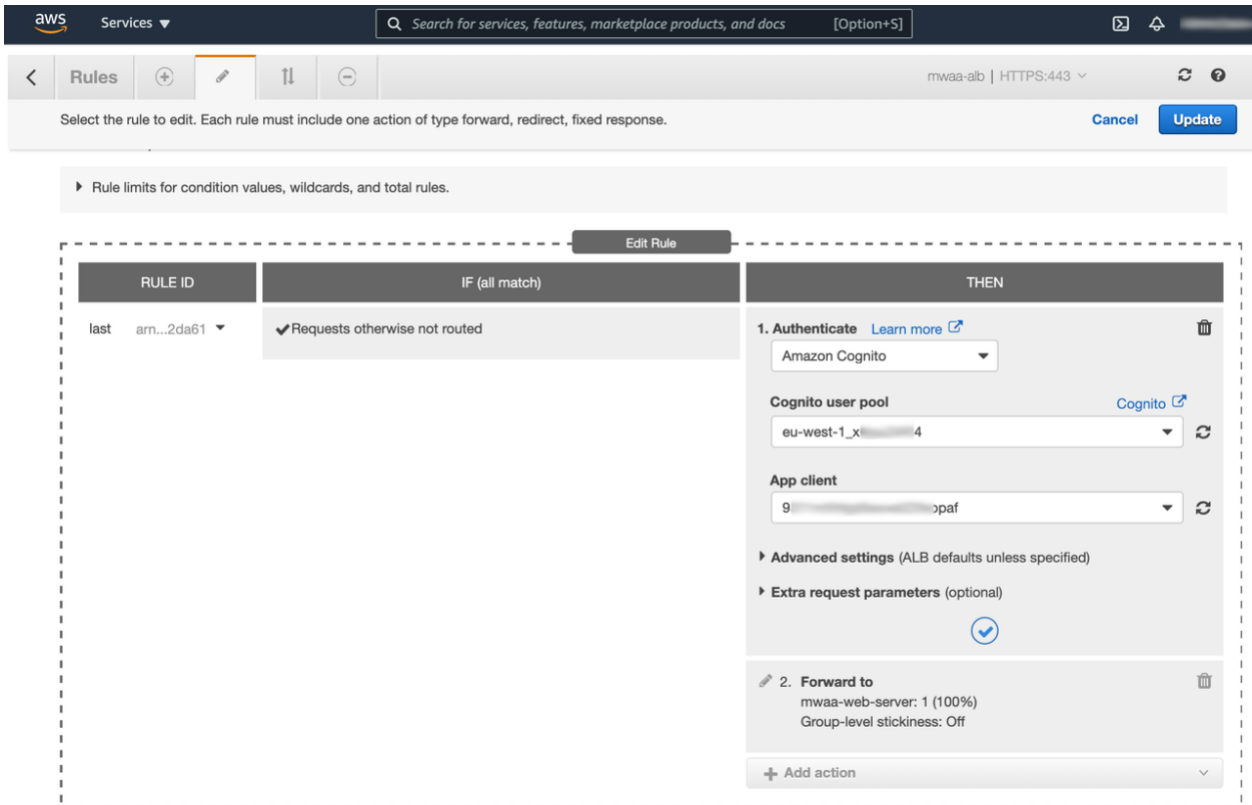 aws Services Search for services, features, marketplace products, and docs [Option+S]
Rules mwaa-alb | HTTPS:443
Select the rule to edit. Each rule must include one action of type forward, redirect, fixed response. Cancel Update
Rule limits for condition values, wildcards, and total rules.
Edit Rule
RULE ID IF (all match) THEN
last arn...2da61 Requests otherwise not routed 1. Authenticate Learn more
Amazon Cognito
Cognito user pool Cognito
eu-west-1_x 4
App client
9 opaf
Advanced settings (ALB defaults unless specified)
Extra request parameters (optional)
2. Forward to
mwaa-web-server: 1 (100%)
Group-level stickiness: Off
Add action